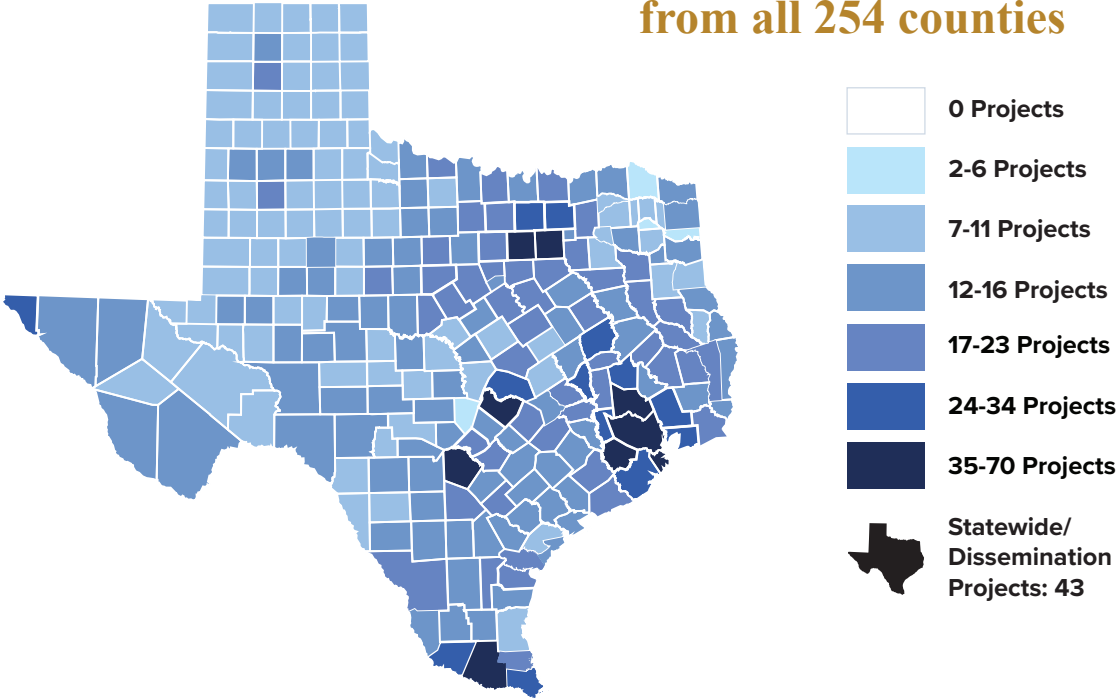 from all 254 counties
0 Projects
2-6 Projects
7-11 Projects
12-16 Projects
17-23 Projects
24-34 Projects
35-70 Projects
Statewide/
Dissemination
Projects: 43